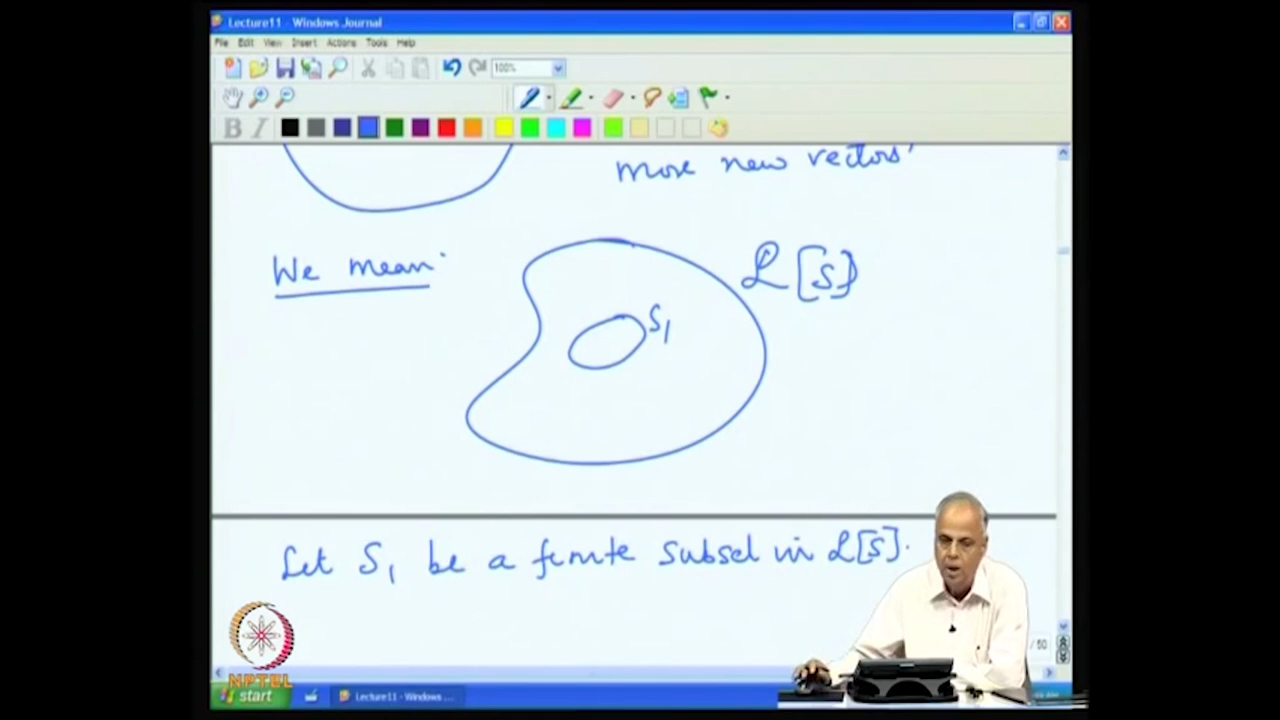 Lecture11 - Windows Journal
File Edit View Insert Actions Tools Help
100%
B I
more new vectors'
We mean:
L[S]
S1
Let S1 be a finite subset in L[S].
/ 50
NPTEL
start Lecture11 - Windows ...